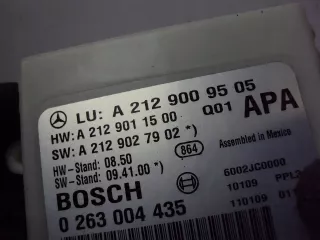 LU: A 212 900 95 05
HW: A 212 901 15 00 Q01 APA
SW: A 212 902 79 02 *)
HW-Stand: 08.50 864 Assembled in Mexico
SW-Stand: 09.41.00 *)
BOSCH 6002JC0000
10109 PPL
0 263 004 435 110109